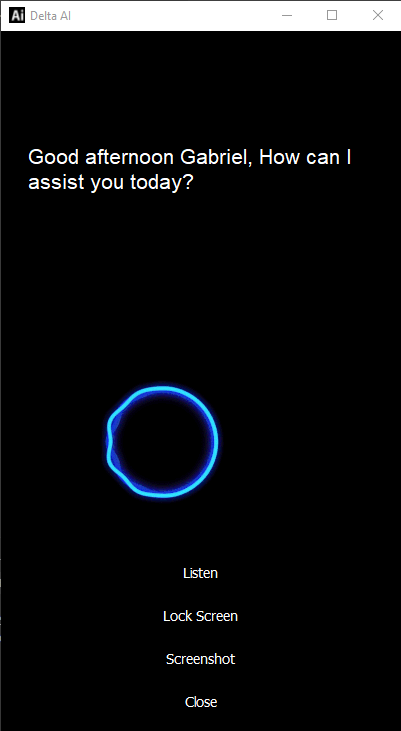 Ai Delta AI
Good afternoon Gabriel, How can I
assist you today?
Listen
Lock Screen
Screenshot
Close